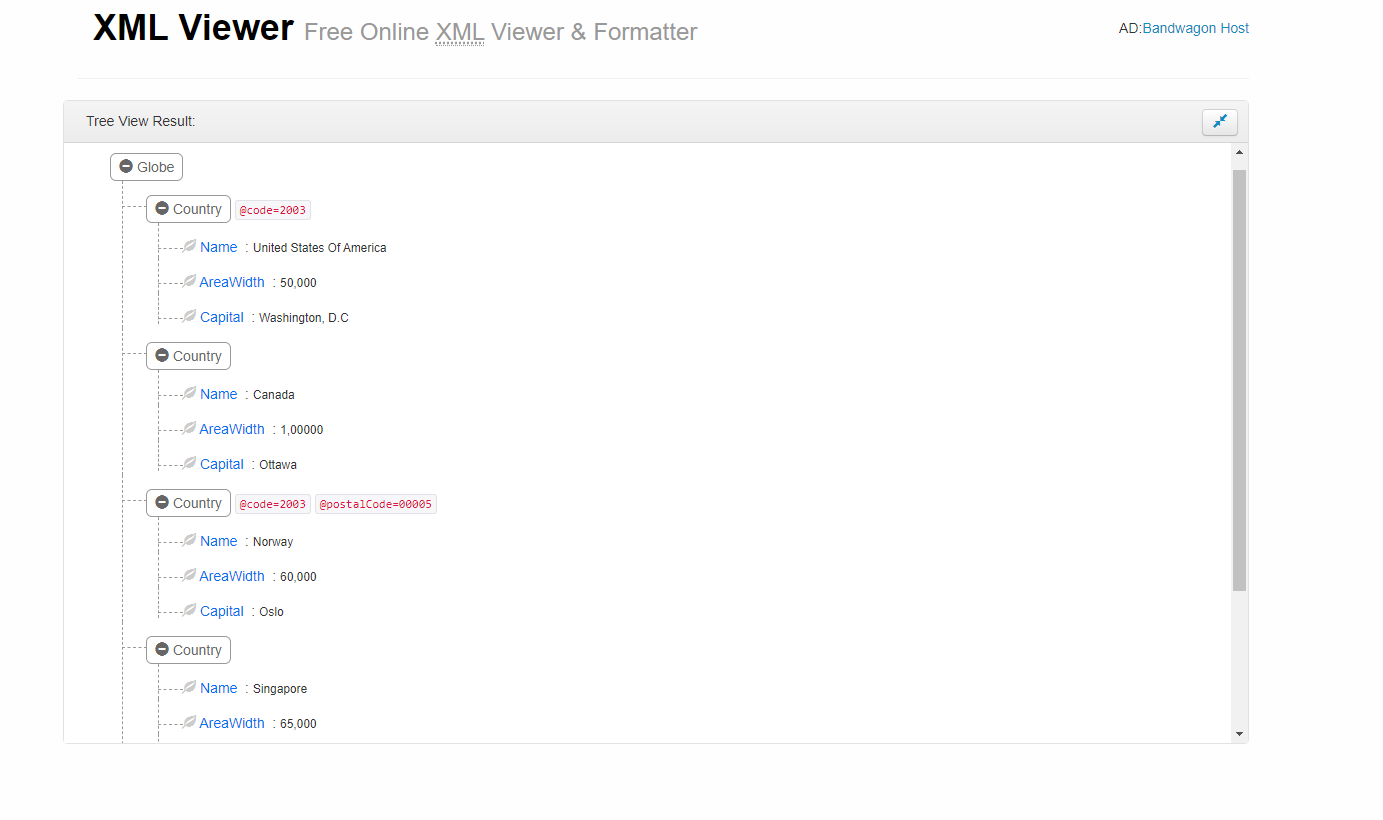 XML Viewer Free Online XML Viewer & Formatter
AD:Bandwagon Host
Tree View Result:
Globe
Country @code=2003
Name : United States Of America
AreaWidth : 50,000
Capital : Washington, D.C
Country
Name : Canada
AreaWidth : 1,00000
Capital : Ottawa
Country @code=2003 @postalCode=00005
Name : Norway
AreaWidth : 60,000
Capital : Oslo
Country
Name : Singapore
AreaWidth : 65,000